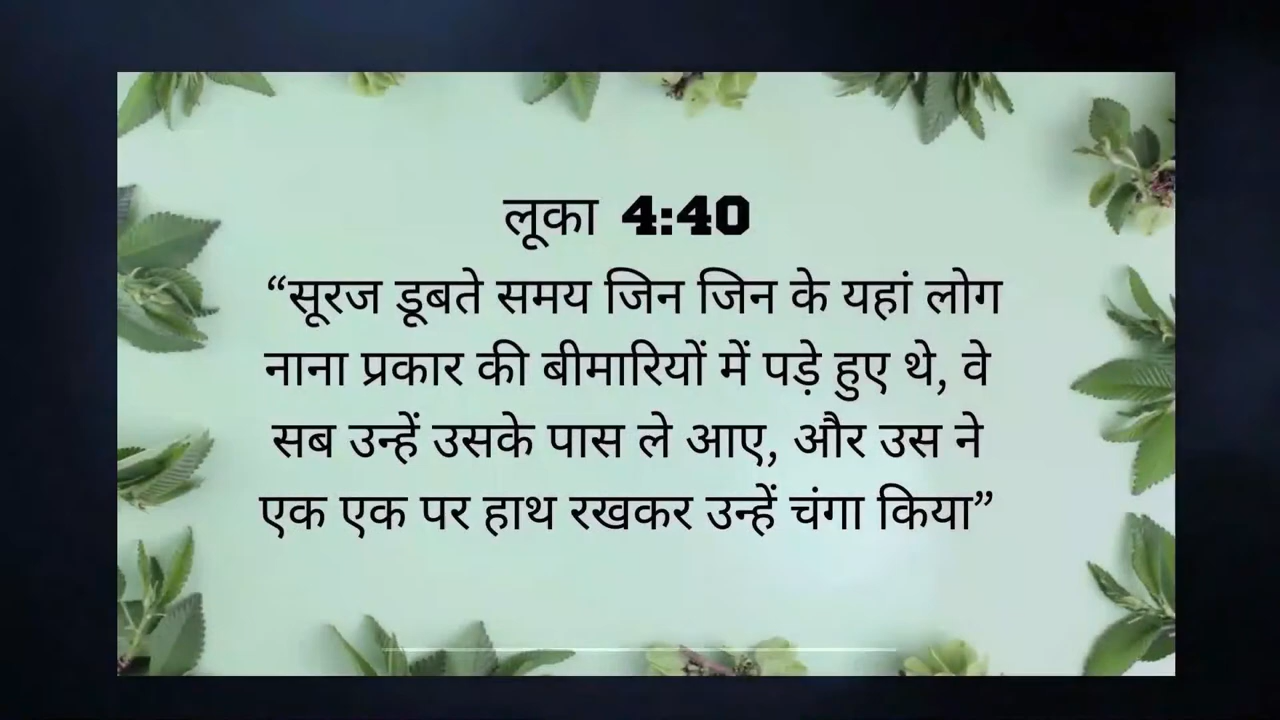 लूका 4:40
“सूरज डूबते समय जिन जिन के यहां लोग
नाना प्रकार की बीमारियों में पड़े हुए थे, वे
सब उन्हें उसके पास ले आए, और उस ने
एक एक पर हाथ रखकर उन्हें चंगा किया”